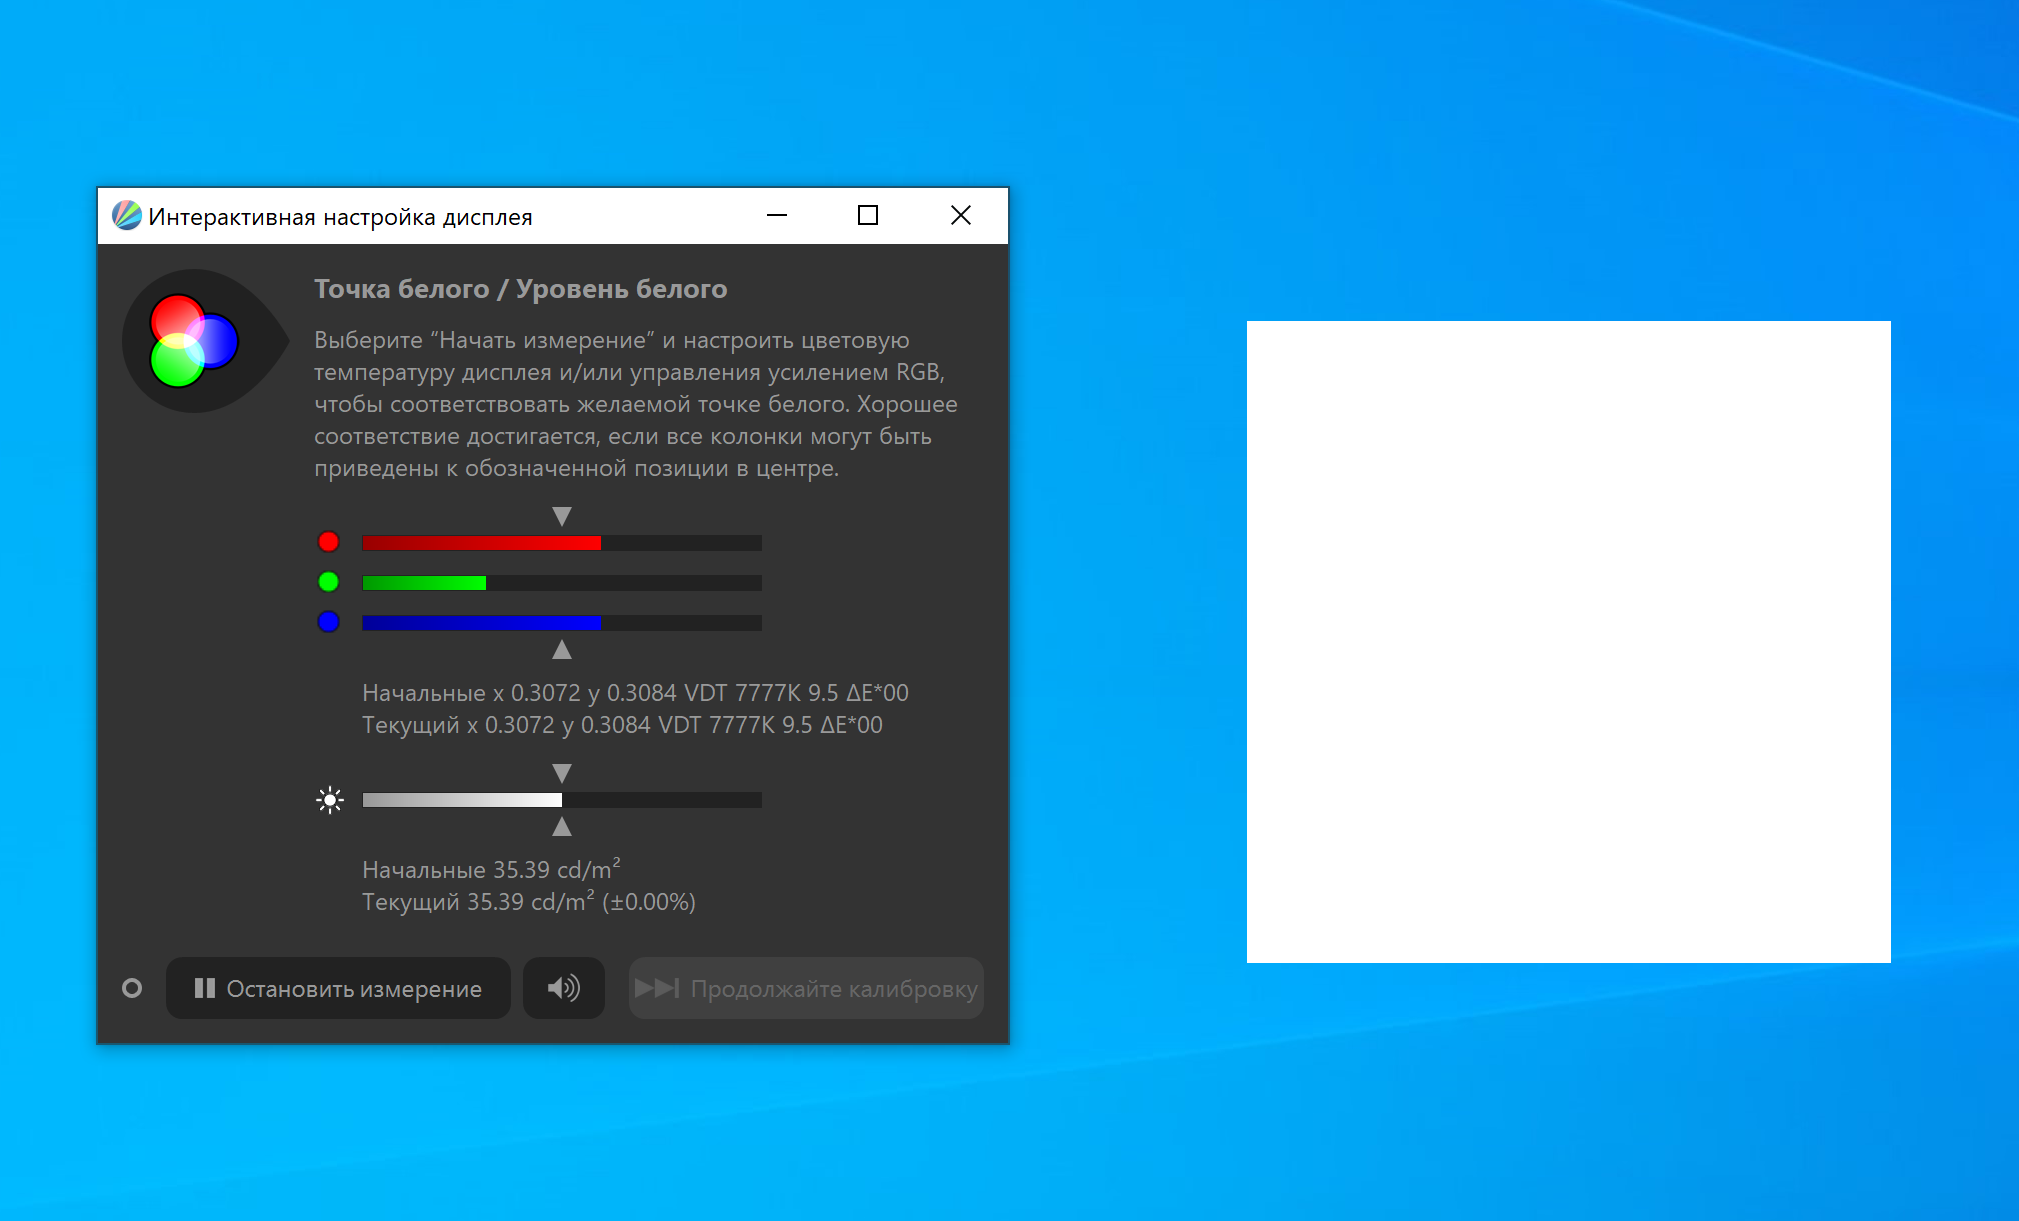 Интерактивная настройка дисплея
Точка белого / Уровень белого
Выберите “Начать измерение” и настроить цветовую
температуру дисплея и/или управления усилением RGB,
чтобы соответствовать желаемой точке белого. Хорошее
соответствие достигается, если все колонки могут быть
приведены к обозначенной позиции в центре.
Начальные x 0.3072 y 0.3084 VDT 7777K 9.5 ΔE*00
Текущий x 0.3072 y 0.3084 VDT 7777K 9.5 ΔE*00
Начальные 35.39 cd/m²
Текущий 35.39 cd/m² (±0.00%)
Остановить измерение
Продолжайте калибровку